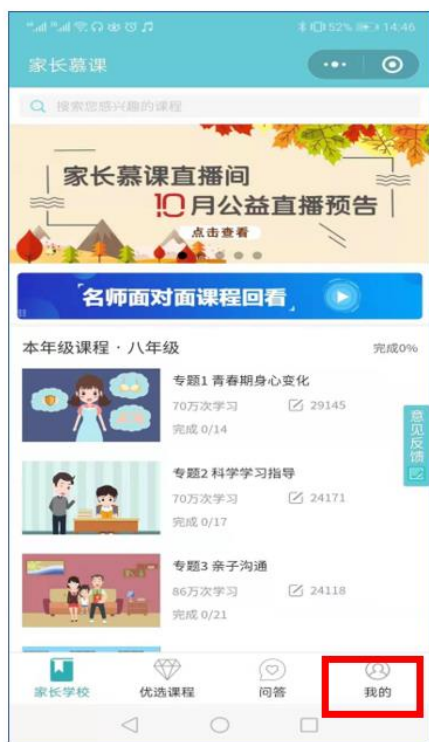 52% 14:46
家长慕课
搜索您感兴趣的课程
家长慕课直播间
10月公益直播预告
点击查看
名师面对面课程回看
本年级课程 · 八年级 完成0%
专题1 青春期身心变化
70万次学习 29145
完成 0/14
专题2 科学学习指导
70万次学习 24171
完成 0/17
专题3 亲子沟通
86万次学习 24118
完成 0/21
意见反馈
家长学校 优选课程 问答 我的